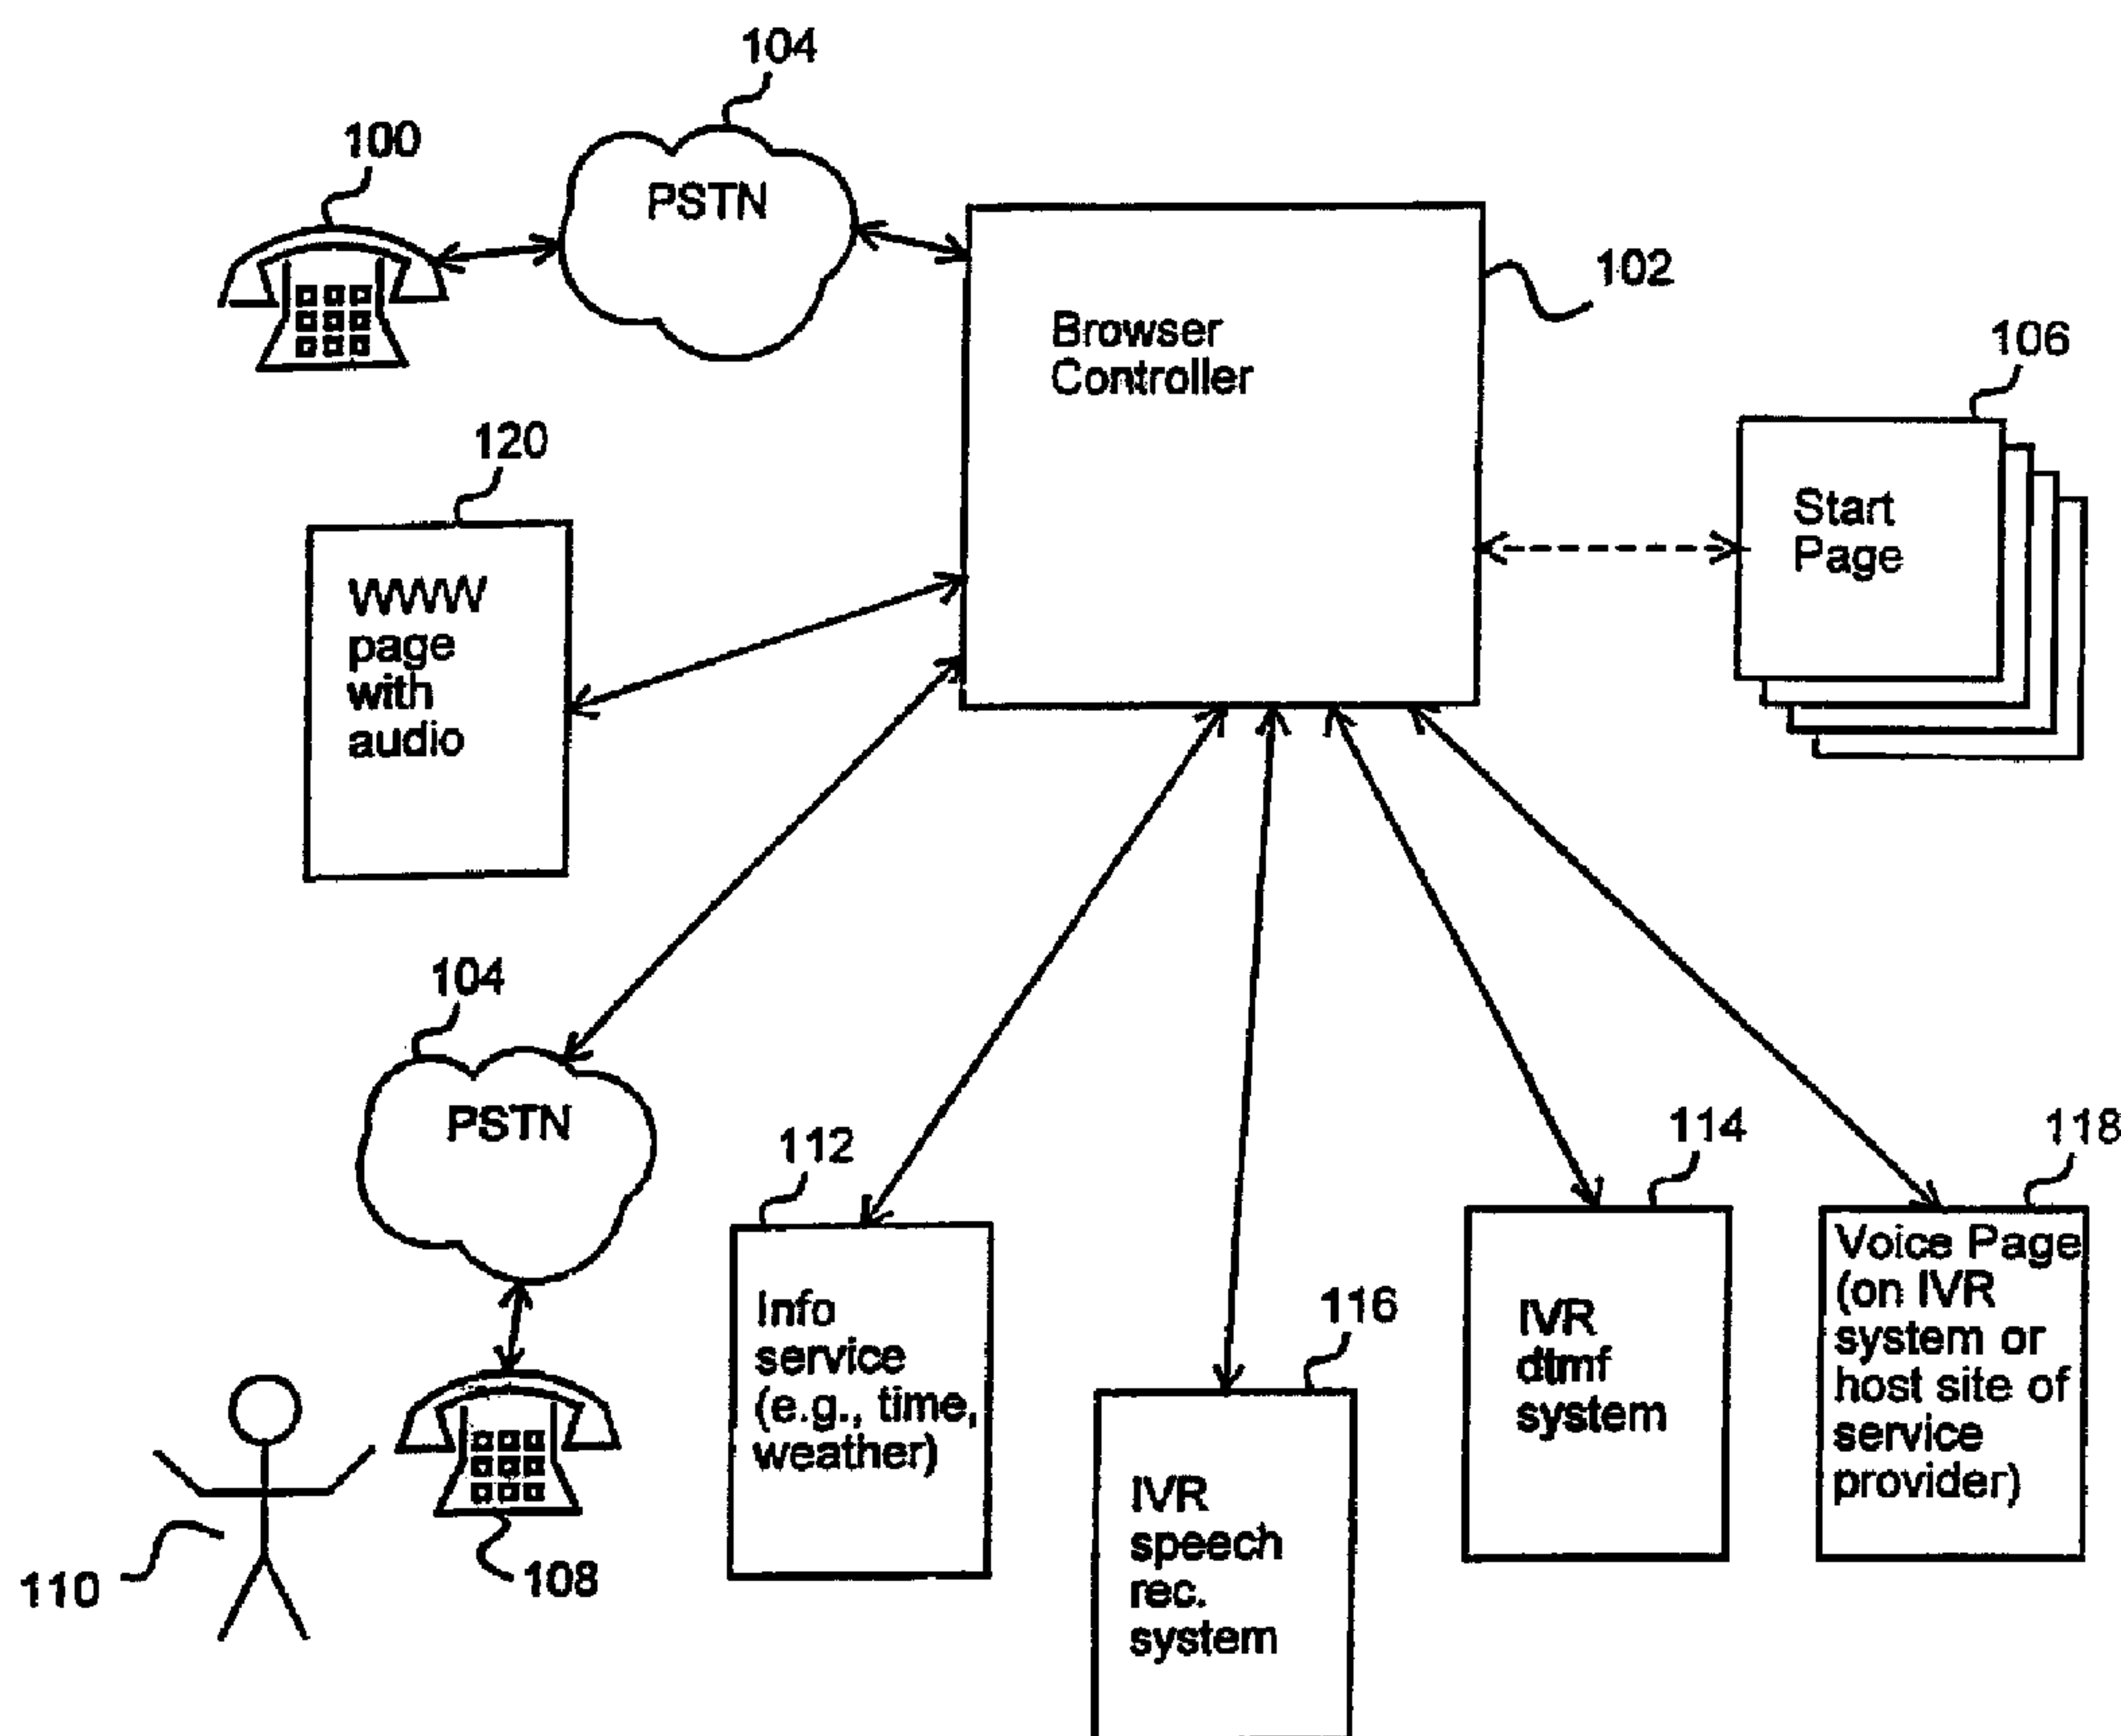 104
100
PSTN
102
Browser
Controller
106
120
Start
Page
WWW
page
with
audio
104
PSTN
112
114
118
Info
service
(e.g., time,
weather)
116
IVR
dtmf
system
Voice Page
(on IVR
system or
host site of
service
provider)
IVR
speech
rec.
system
110
108